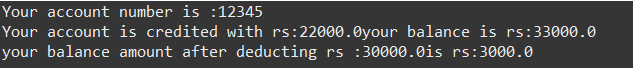 Your account number is :12345
Your account is credited with rs:22000.0your balance is rs:33000.0
your balance amount after deducting rs :30000.0is rs:3000.0